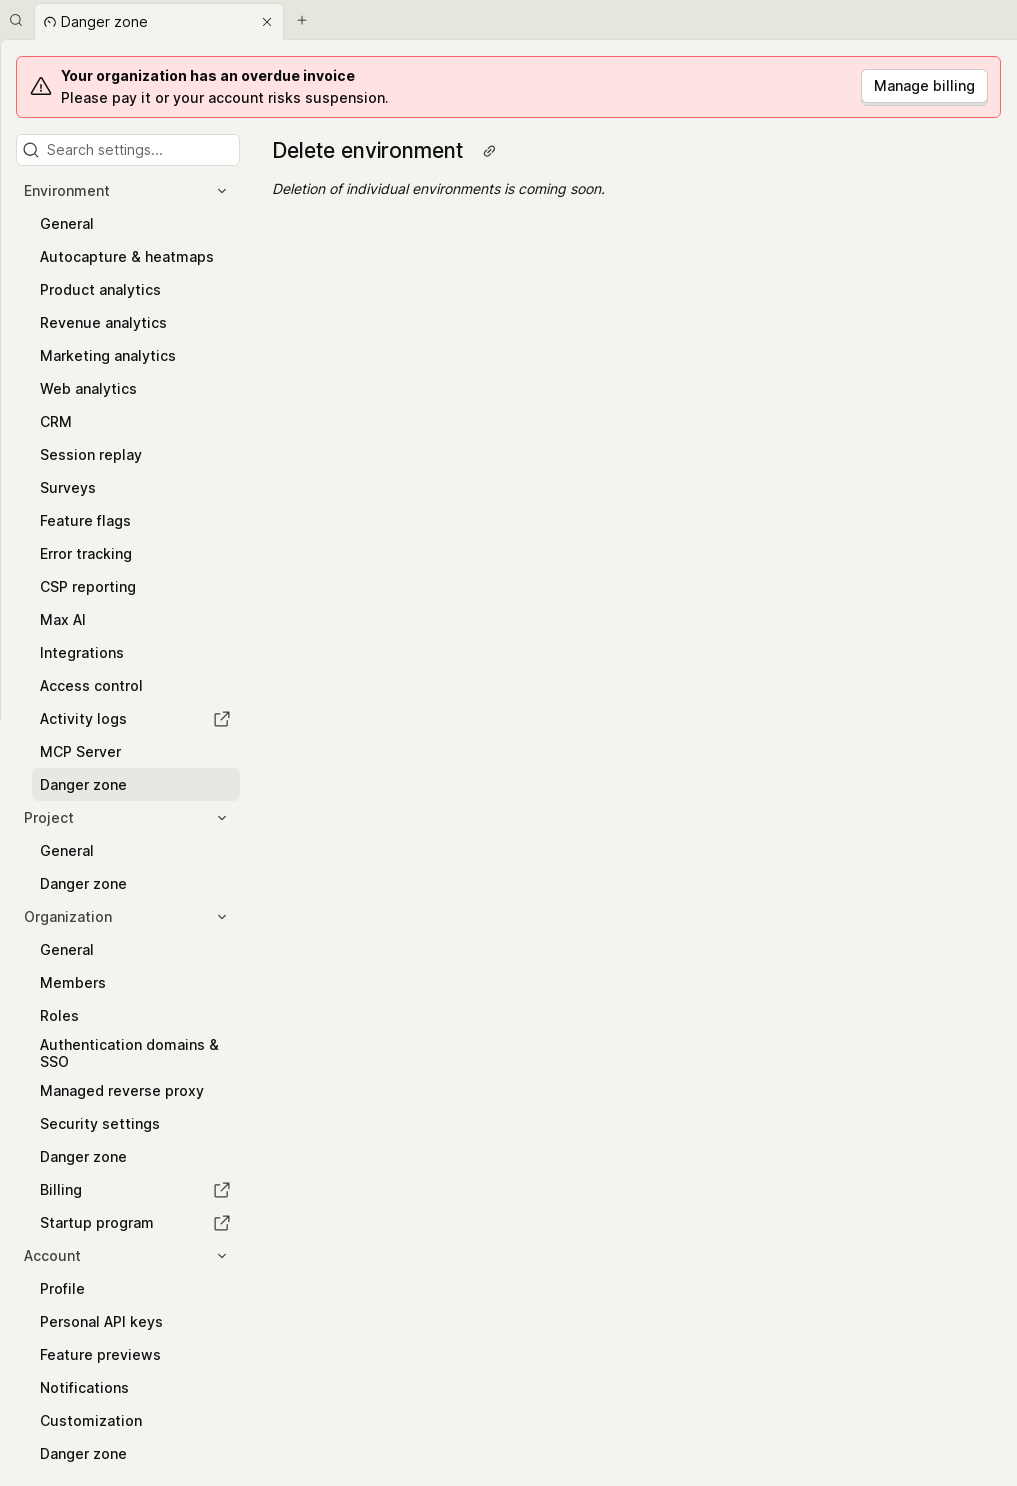 Danger zone
Your organization has an overdue invoice
Please pay it or your account risks suspension.
Manage billing
Search settings...
Environment
General
Autocapture & heatmaps
Product analytics
Revenue analytics
Marketing analytics
Web analytics
CRM
Session replay
Surveys
Feature flags
Error tracking
CSP reporting
Max AI
Integrations
Access control
Activity logs
MCP Server
Danger zone
Project
General
Danger zone
Organization
General
Members
Roles
Authentication domains &
SSO
Managed reverse proxy
Security settings
Danger zone
Billing
Startup program
Account
Profile
Personal API keys
Feature previews
Notifications
Customization
Danger zone
Delete environment
Deletion of individual environments is coming soon.